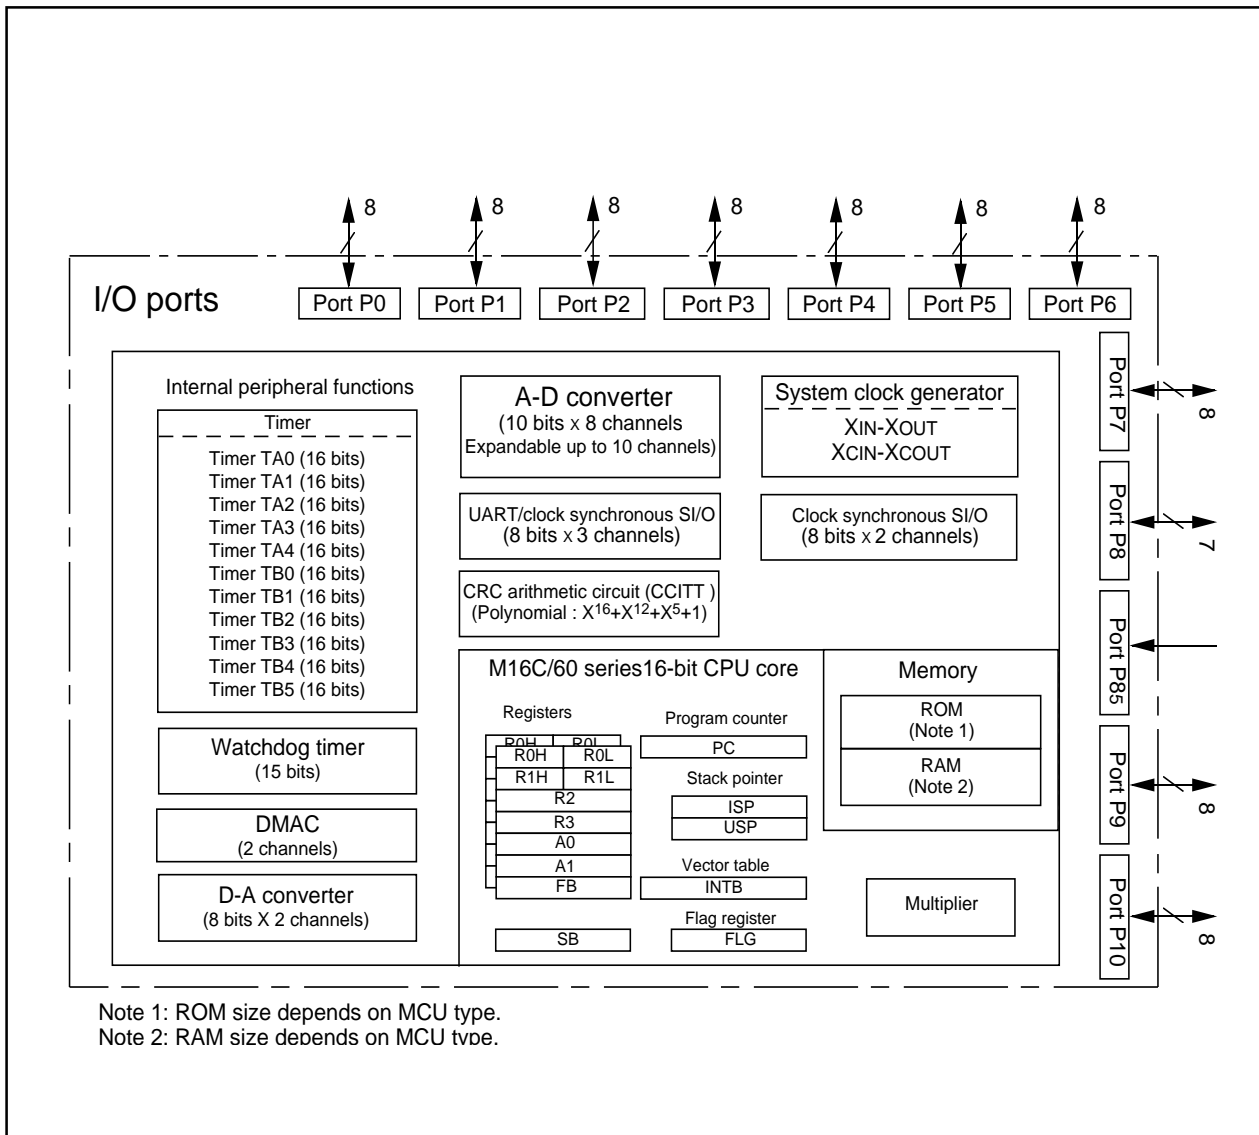 8 8 8 8 8 8 8
I/O ports
Port P0 Port P1 Port P2 Port P3 Port P4 Port P5 Port P6
Port P7
8
Port P8
7
Port P85
Port P9
8
Port P10
8
Internal peripheral functions
Timer
Timer TA0 (16 bits)
Timer TA1 (16 bits)
Timer TA2 (16 bits)
Timer TA3 (16 bits)
Timer TA4 (16 bits)
Timer TB0 (16 bits)
Timer TB1 (16 bits)
Timer TB2 (16 bits)
Timer TB3 (16 bits)
Timer TB4 (16 bits)
Timer TB5 (16 bits)
Watchdog timer
(15 bits)
DMAC
(2 channels)
D-A converter
(8 bits X 2 channels)
A-D converter
(10 bits x 8 channels
Expandable up to 10 channels)
UART/clock synchronous SI/O
(8 bits x 3 channels)
CRC arithmetic circuit (CCITT )
(Polynomial : X16+X12+X5+1)
System clock generator
XIN-XOUT
XCIN-XCOUT
Clock synchronous SI/O
(8 bits x 2 channels)
M16C/60 series16-bit CPU core
Registers
R0H R0L
R0H R0L
R1H R1L
R2
R3
A0
A1
FB
SB
Program counter
PC
Stack pointer
ISP
USP
Vector table
INTB
Flag register
FLG
Memory
ROM
(Note 1)
RAM
(Note 2)
Multiplier
Note 1: ROM size depends on MCU type.
Note 2: RAM size depends on MCU type.